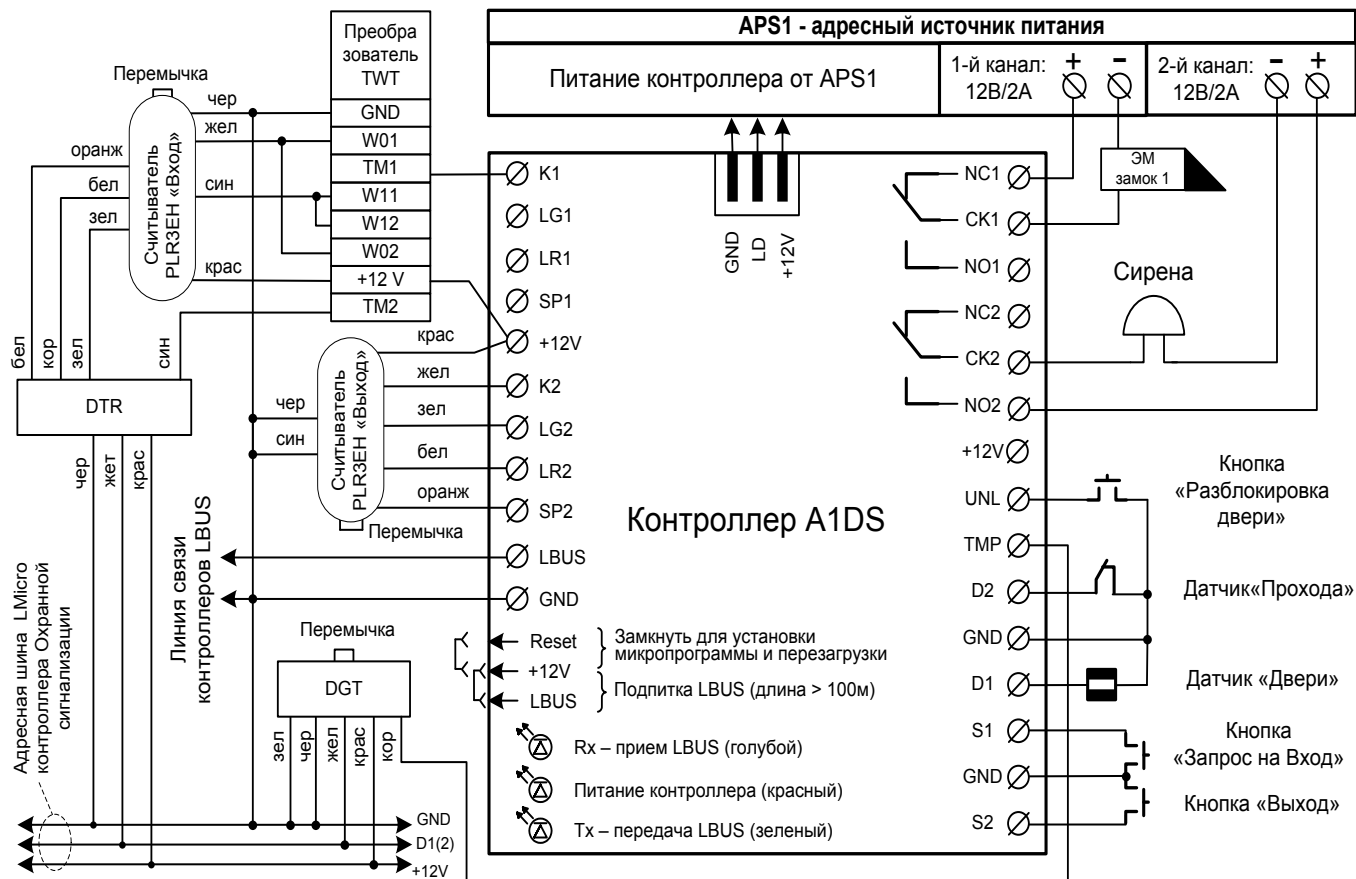 APS1 - адресный источник питания
Питание контроллера от APS1
1-й канал:
12В/2А
+
-
2-й канал:
12В/2А
-
+
Преобра
зователь
TWT
GND
W01
TM1
W11
W12
W02
+12 V
TM2
Перемычка
Считыватель
PLR3EH «Вход»
чер
жел
син
крас
оранж
бел
зел
бел
кор
зел
син
DTR
чер
жет
крас
Считыватель
PLR3EH «Выход»
Перемычка
чер
син
крас
жел
зел
бел
оранж
Линия связи
контроллеров LBUS
Адресная шина LMicro
контроллера Охранной
сигнализации
Перемычка
DGT
зел
чер
жел
крас
кор
GND
D1(2)
+12V
GND
LD
+12V
K1
LG1
LR1
SP1
+12V
K2
LG2
LR2
SP2
LBUS
GND
Reset
+12V
LBUS
Замкнуть для установки
микропрограммы и перезагрузки
Подпитка LBUS (длина > 100м)
Rx – прием LBUS (голубой)
Питание контроллера (красный)
Tx – передача LBUS (зеленый)
Контроллер A1DS
NC1
CK1
NO1
NC2
CK2
NO2
+12V
UNL
TMP
D2
GND
D1
S1
GND
S2
ЭМ
замок 1
Сирена
Кнопка
«Разблокировка
двери»
Датчик«Прохода»
Датчик «Двери»
Кнопка
«Запрос на Вход»
Кнопка «Выход»